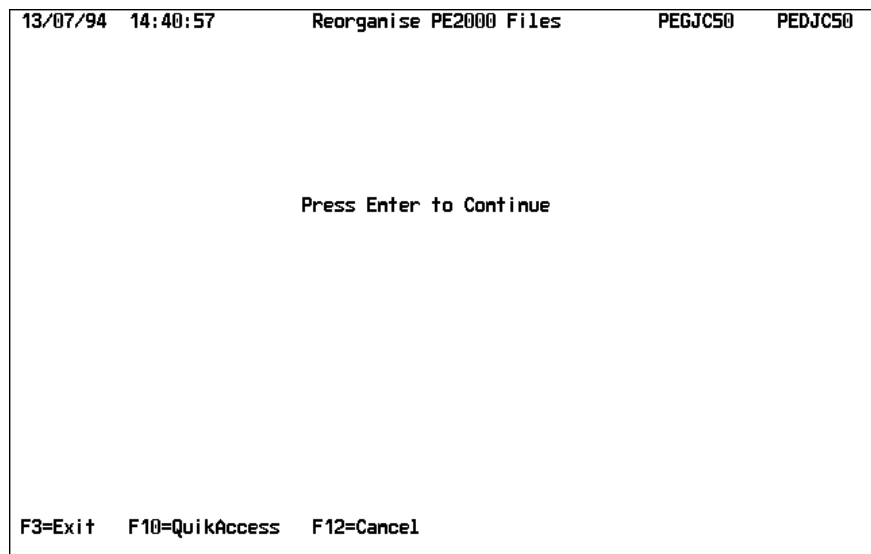 13/07/94 14:40:57 Reorganise PE2000 Files PEGJC50 PEDJC50
Press Enter to Continue
F3=Exit F10=QuikAccess F12=Cancel